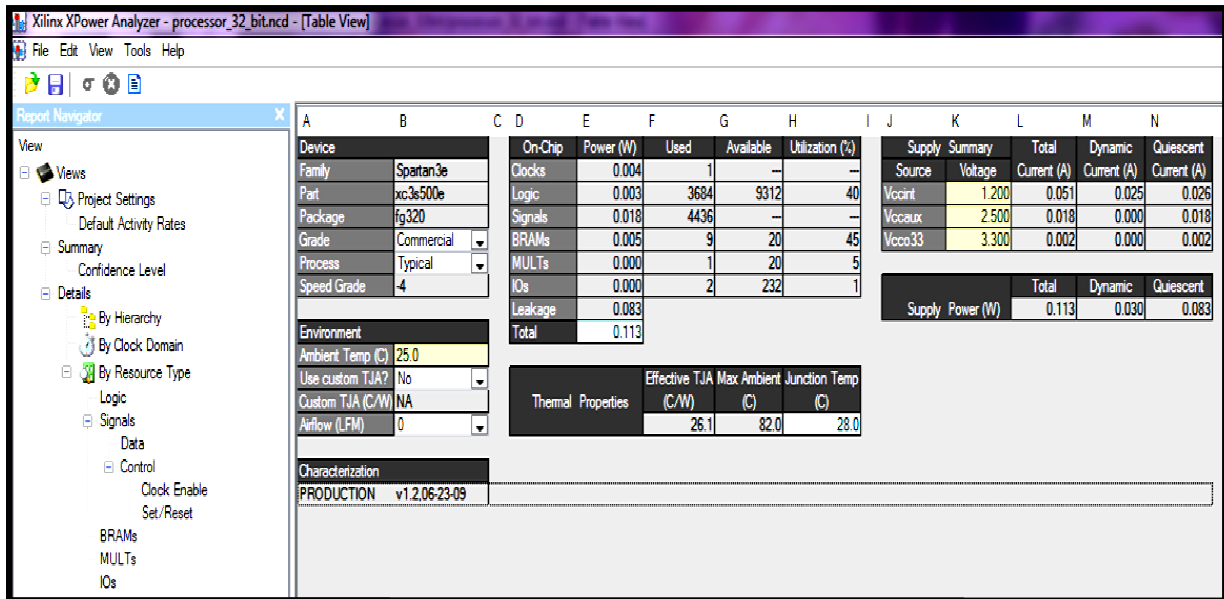 Xilinx XPower Analyzer - processor_32_bit.ncd - [Table View]
File Edit View Tools Help
Report Navigator X
View
Views
Project Settings
Default Activity Rates
Summary
Confidence Level
Details
By Hierarchy
By Clock Domain
By Resource Type
Logic
Signals
Data
Control
Clock Enable
Set/Reset
BRAMs
MULTs
IOs
A B C D E F G H I J K L M N
Device
Family Spartan3e
Part xc3s500e
Package fg320
Grade Commercial
Process Typical
Speed Grade -4
Environment
Ambient Temp (C) 25.0
Use custom TJA? No
Custom TJA (C/W) NA
Airflow (LFM) 0
Characterization
PRODUCTION v1.2,06-23-09
On-Chip Power (W) Used Available Utilization (%)
Clocks 0.004 1 --- ---
Logic 0.003 3684 9312 40
Signals 0.018 4436 --- ---
BRAMs 0.005 9 20 45
MULTs 0.000 1 20 5
IOs 0.000 2 232 1
Leakage 0.083
Total 0.113
Thermal Properties Effective TJA Max Ambient Junction Temp
(C/W) (C) (C)
26.1 82.0 28.0
Supply Summary Total Dynamic Quiescent
Source Voltage Current (A) Current (A) Current (A)
Vccint 1.200 0.051 0.025 0.026
Vccaux 2.500 0.018 0.000 0.018
Vcco33 3.300 0.002 0.000 0.002
Total Dynamic Quiescent
Supply Power (W) 0.113 0.030 0.083